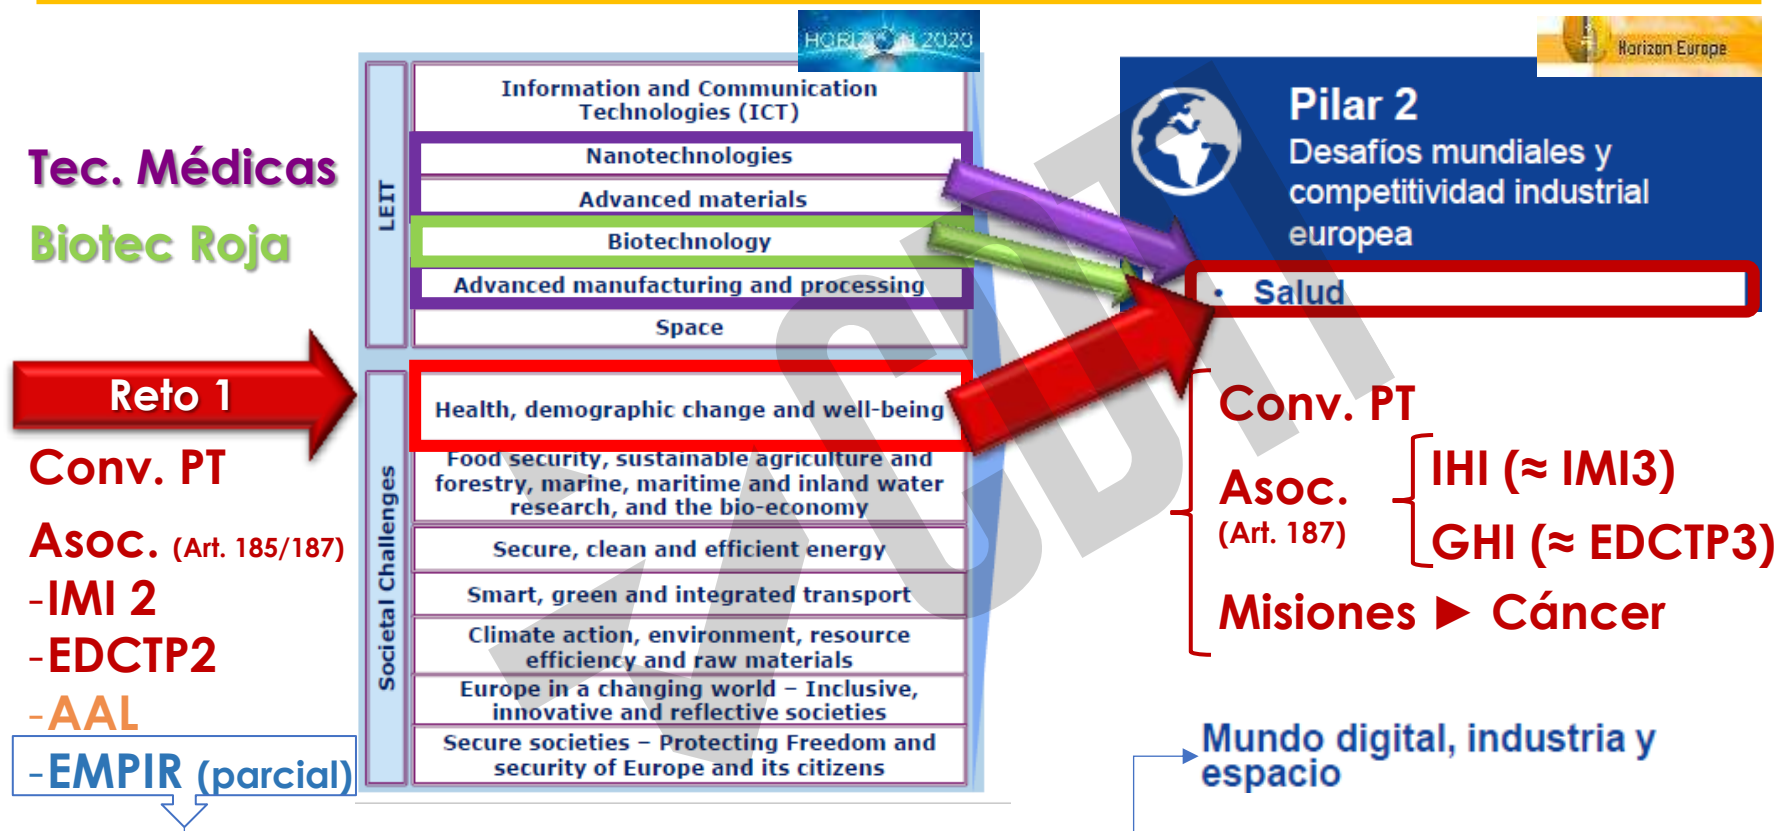 HORIZON 2020
Horizon Europe
Tec. Médicas
Biotec Roja
Reto 1
Conv. PT
Asoc. (Art. 185/187)
-IMI 2
-EDCTP2
-AAL
-EMPIR (parcial)
LEIT
Information and Communication
Technologies (ICT)
Nanotechnologies
Advanced materials
Biotechnology
Advanced manufacturing and processing
Space
Societal Challenges
Health, demographic change and well-being
Food security, sustainable agriculture and
forestry, marine, maritime and inland water
research, and the bio-economy
Secure, clean and efficient energy
Smart, green and integrated transport
Climate action, environment, resource
efficiency and raw materials
Europe in a changing world – Inclusive,
innovative and reflective societies
Secure societies – Protecting Freedom and
security of Europe and its citizens
Pilar 2
Desafíos mundiales y
competitividad industrial
europea
• Salud
Conv. PT
Asoc.
(Art. 187)
IHI (≈ IMI3)
GHI (≈ EDCTP3)
Misiones ► Cáncer
Mundo digital, industria y
espacio
CDTI